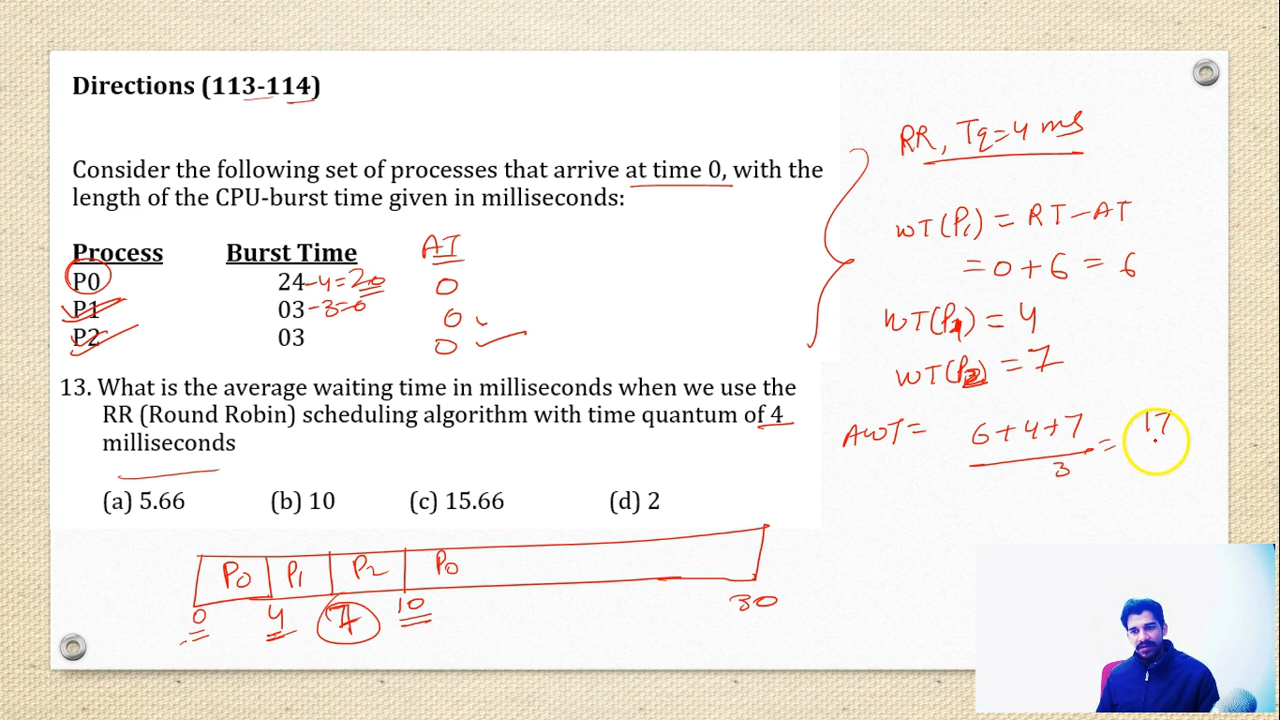 Directions (113-114)
RR, Tq=4 ms
Consider the following set of processes that arrive at time 0, with the
length of the CPU-burst time given in milliseconds:
Process Burst Time AT
P0 24-4=20 0
P1 03-3=0 0
P2 03 0
WT(P1) = RT-AT
= 0+6 = 6
WT(P1) = 4
WT(P2) = 7
13. What is the average waiting time in milliseconds when we use the
RR (Round Robin) scheduling algorithm with time quantum of 4
milliseconds
(a) 5.66 (b) 10 (c) 15.66 (d) 2
AWT= 6+4+7 = 17
3
P0 P1 P2 P0
0 4 7 10 30